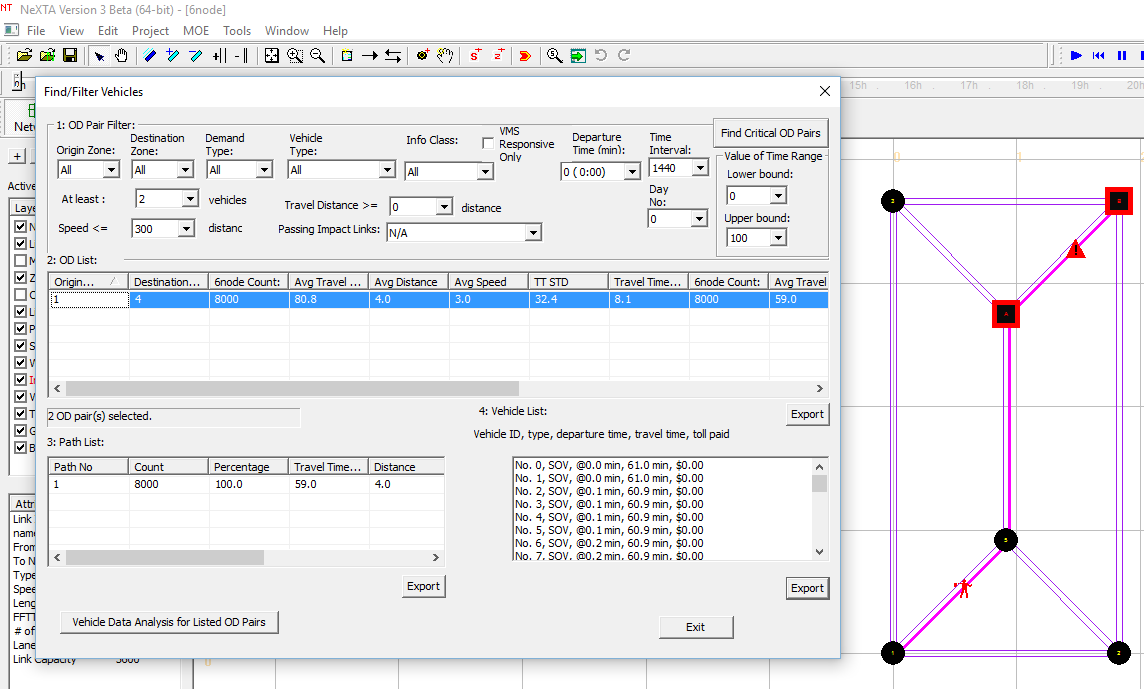 NeXTA Version 3 Beta (64-bit) - [6node]
File View Edit Project MOE Tools Window Help
15h 16h 17h 18h 19h 20h
Find/Filter Vehicles
1: OD Pair Filter:
Origin Zone: Destination Zone: Demand Type: Vehicle Type: Info Class: VMS Responsive Only Departure Time (min): Time Interval: Find Critical OD Pairs
All All All All All 0 ( 0:00) 1440
Value of Time Range
Lower bound:
0
Upper bound:
100
At least : 2 vehicles Travel Distance >= 0 distance Day No: 0
Speed <= 300 distanc Passing Impact Links: N/A
2: OD List:
Origin... Destination... 6node Count: Avg Travel ... Avg Distance Avg Speed TT STD Travel Time... 6node Count: Avg Travel
1 4 8000 80.8 4.0 3.0 32.4 8.1 8000 59.0
2 OD pair(s) selected.
4: Vehicle List:
Export
3: Path List:
Vehicle ID, type, departure time, travel time, toll paid
Path No Count Percentage Travel Time... Distance
1 8000 100.0 59.0 4.0
No. 0, SOV, @0.0 min, 61.0 min, $0.00
No. 1, SOV, @0.0 min, 61.0 min, $0.00
No. 2, SOV, @0.1 min, 60.9 min, $0.00
No. 3, SOV, @0.1 min, 60.9 min, $0.00
No. 4, SOV, @0.1 min, 60.9 min, $0.00
No. 5, SOV, @0.1 min, 60.9 min, $0.00
No. 6, SOV, @0.2 min, 60.9 min, $0.00
No. 7, SOV, @0.2 min, 60.9 min, $0.00
Export
Export
Vehicle Data Analysis for Listed OD Pairs
Exit
Active
Attri
Link
name
From
To N
Type
Spee
Leng
FFTT
# of
Lane
Link Capacity
0 1
3
4
5
1 2
0